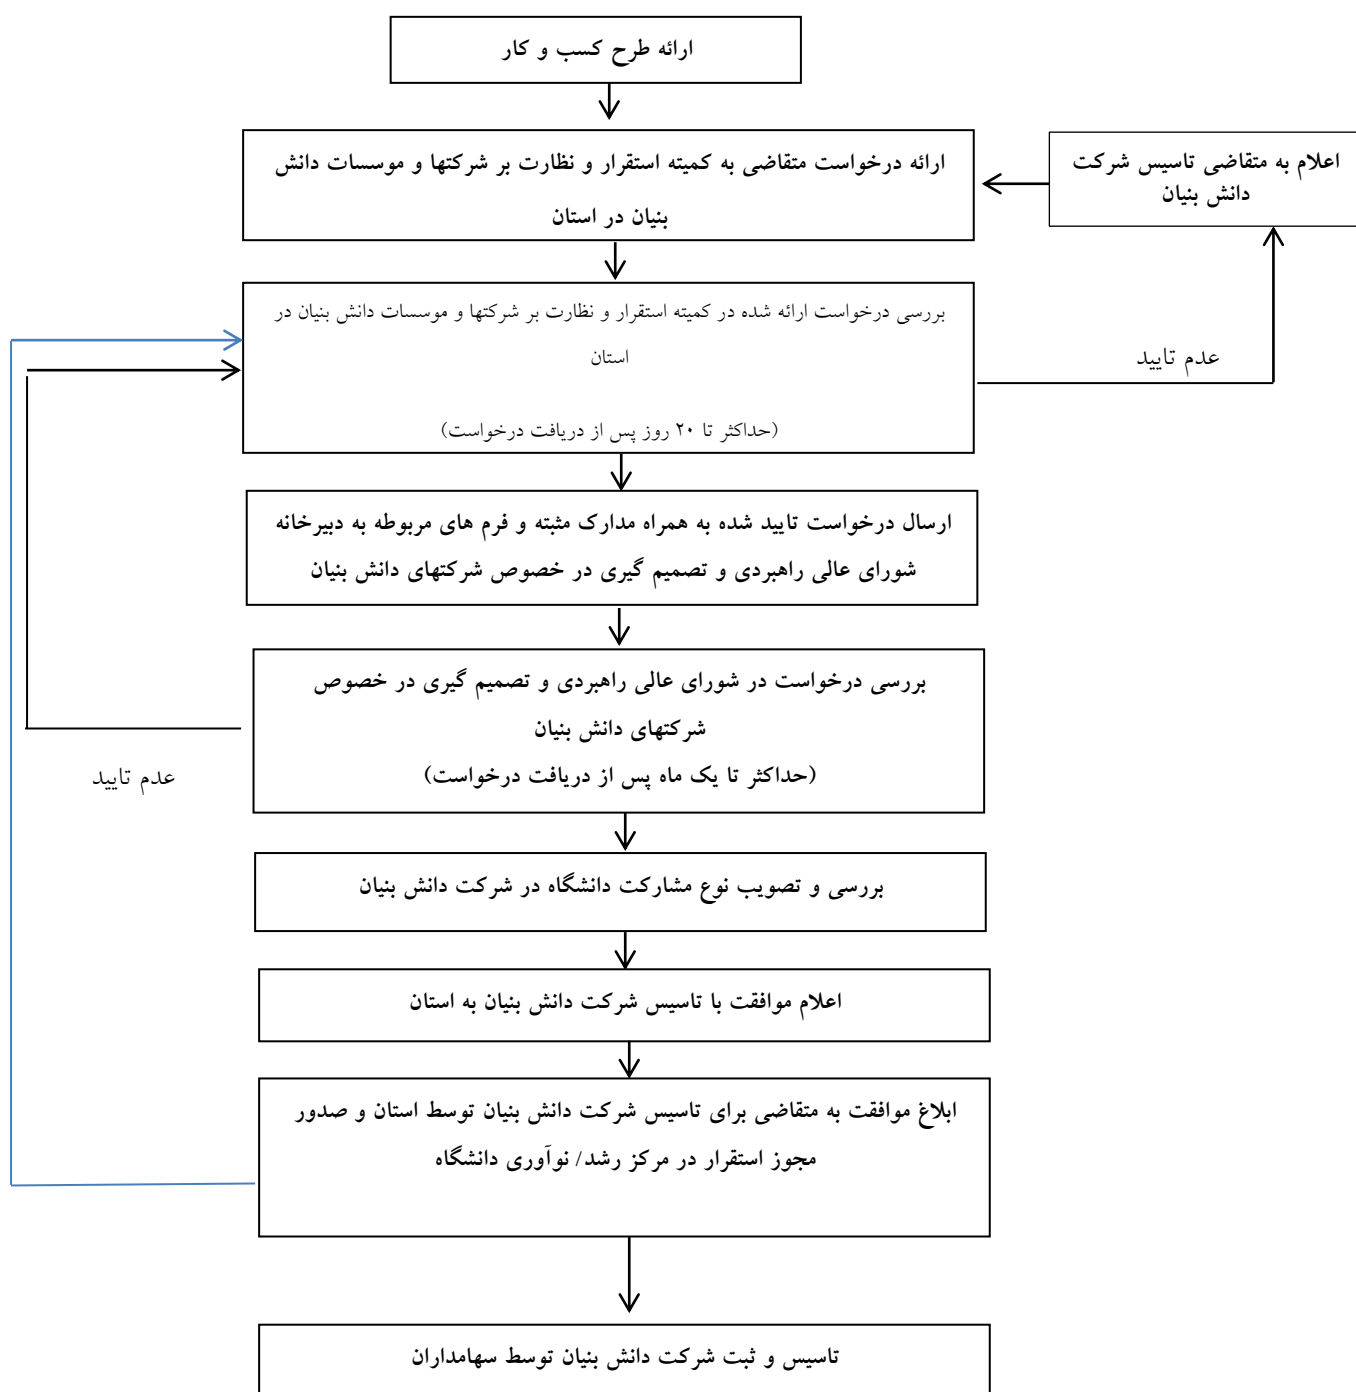 ارائه طرح کسب و کار
ارائه درخواست متقاضی به کمیته استقرار و نظارت بر شرکتها و موسسات دانش
بنیان در استان
اعلام به متقاضی تاسیس شرکت
دانش بنیان
بررسی درخواست ارائه شده در کمیته استقرار و نظارت بر شرکتها و موسسات دانش بنیان در
استان
(حداکثر تا ۲۰ روز پس از دریافت درخواست)
عدم تایید
ارسال درخواست تایید شده به همراه مدارک مثبته و فرم های مربوطه به دبیرخانه
شورای عالی راهبردی و تصمیم گیری در خصوص شرکتهای دانش بنیان
بررسی درخواست در شورای عالی راهبردی و تصمیم گیری در خصوص
شرکتهای دانش بنیان
(حداکثر تا یک ماه پس از دریافت درخواست)
عدم تایید
بررسی و تصویب نوع مشارکت دانشگاه در شرکت دانش بنیان
اعلام موافقت با تاسیس شرکت دانش بنیان به استان
ابلاغ موافقت به متقاضی برای تاسیس شرکت دانش بنیان توسط استان و صدور
مجوز استقرار در مرکز رشد/ نوآوری دانشگاه
تاسیس و ثبت شرکت دانش بنیان توسط سهامداران